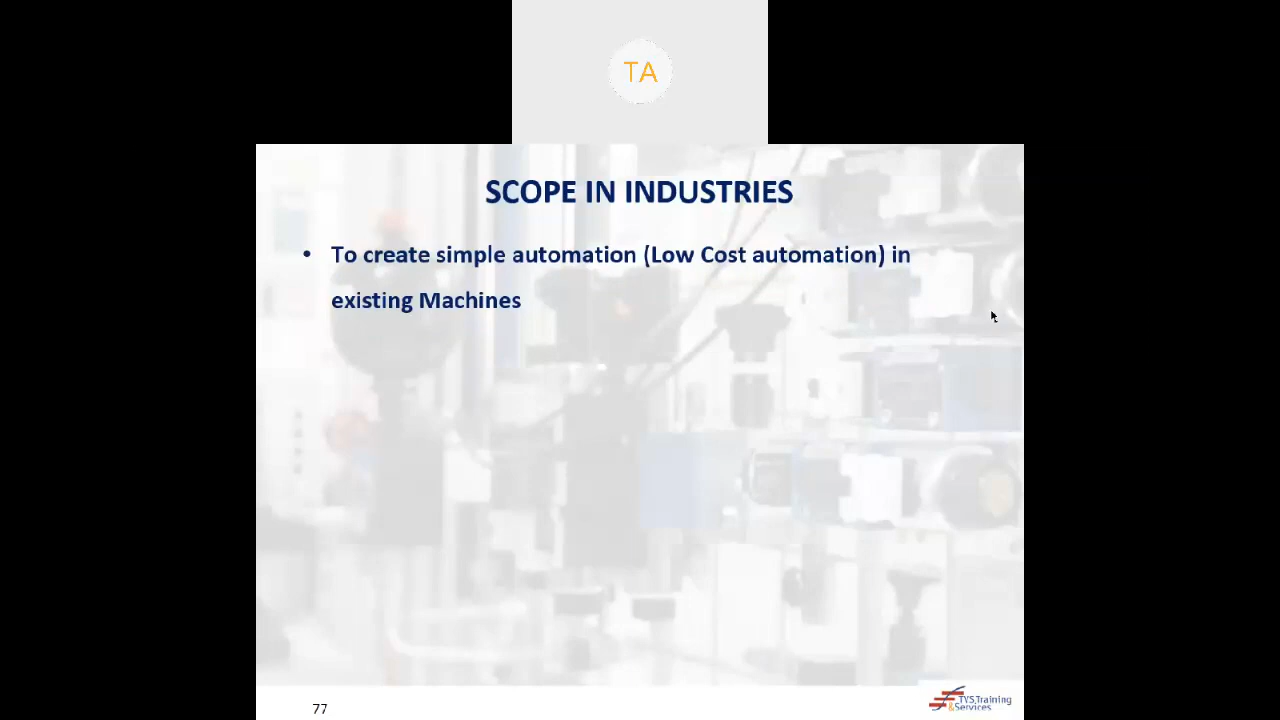 TA
SCOPE IN INDUSTRIES
• To create simple automation (Low Cost automation) in
existing Machines
77
TVS Training
&Services